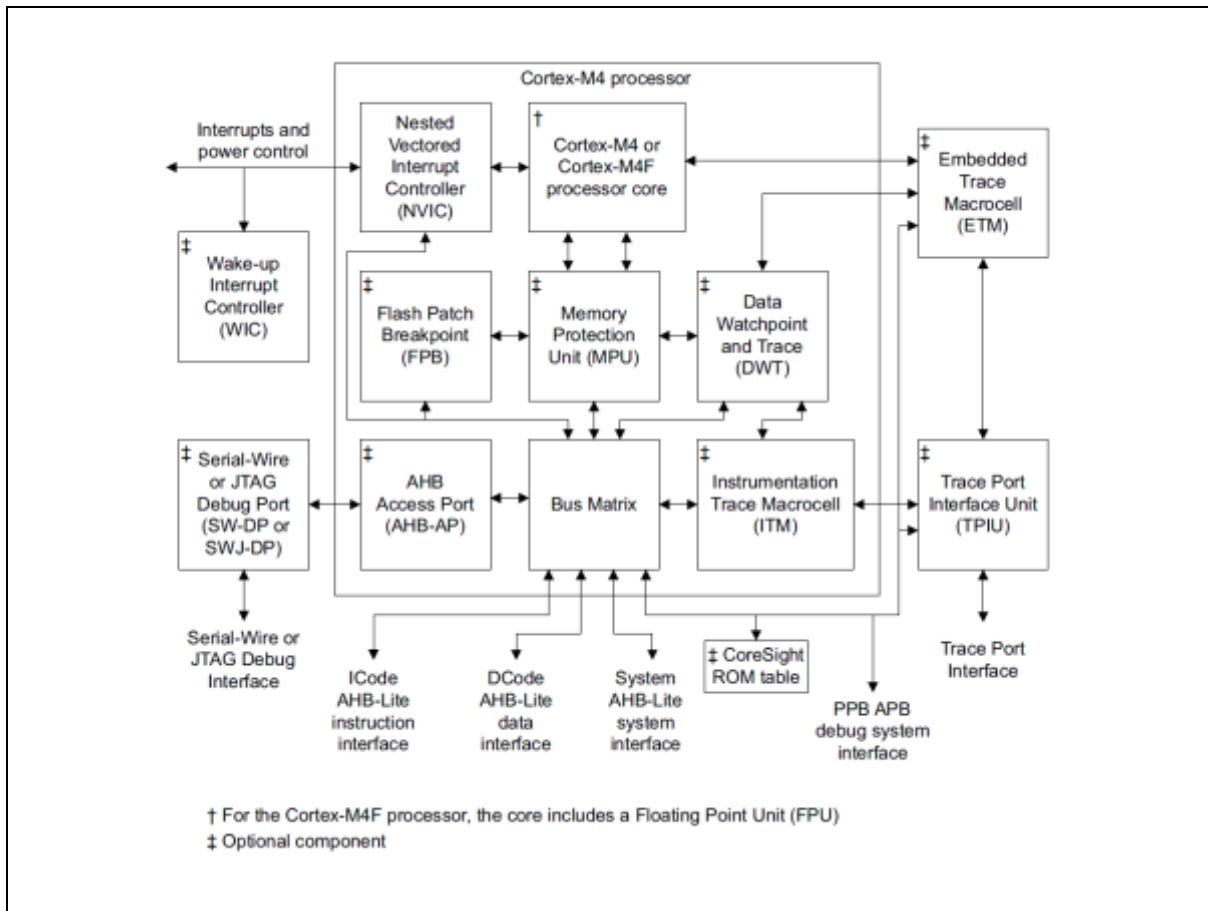 Cortex-M4 processor
Interrupts and
power control
Nested
Vectored
Interrupt
Controller
(NVIC)
†
Cortex-M4 or
Cortex-M4F
processor core
‡
Embedded
Trace
Macrocell
(ETM)
‡
Wake-up
Interrupt
Controller
(WIC)
‡
Flash Patch
Breakpoint
(FPB)
‡
Memory
Protection
Unit (MPU)
‡
Data
Watchpoint
and Trace
(DWT)
‡
Serial-Wire
or JTAG
Debug Port
(SW-DP or
SWJ-DP)
‡
AHB
Access Port
(AHB-AP)
Bus Matrix
‡
Instrumentation
Trace Macrocell
(ITM)
‡
Trace Port
Interface Unit
(TPIU)
Serial-Wire or
JTAG Debug
Interface
ICode
AHB-Lite
instruction
interface
DCode
AHB-Lite
data
interface
System
AHB-Lite
system
interface
‡ CoreSight
ROM table
PPB APB
debug system
interface
Trace Port
Interface
† For the Cortex-M4F processor, the core includes a Floating Point Unit (FPU)
‡ Optional component